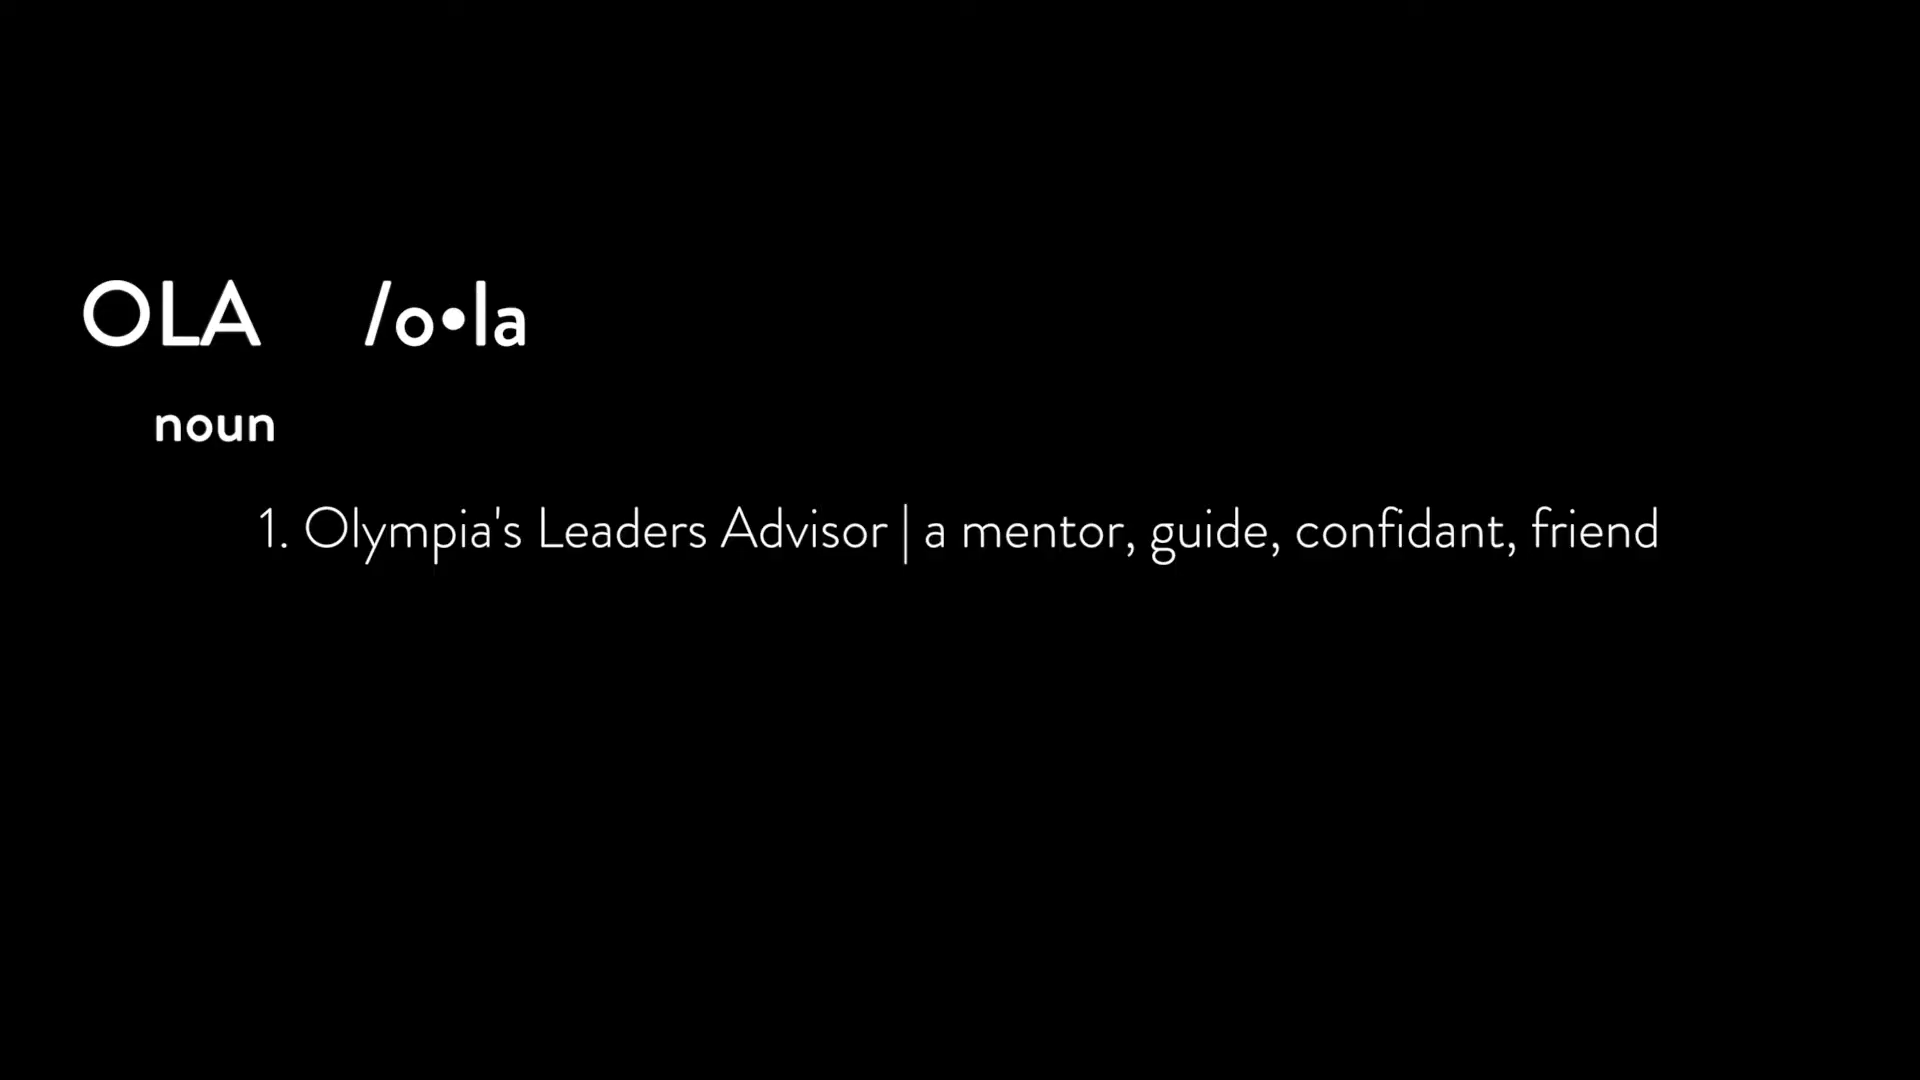 OLA /o•la
noun
1. Olympia's Leaders Advisor | a mentor, guide, confidant, friend